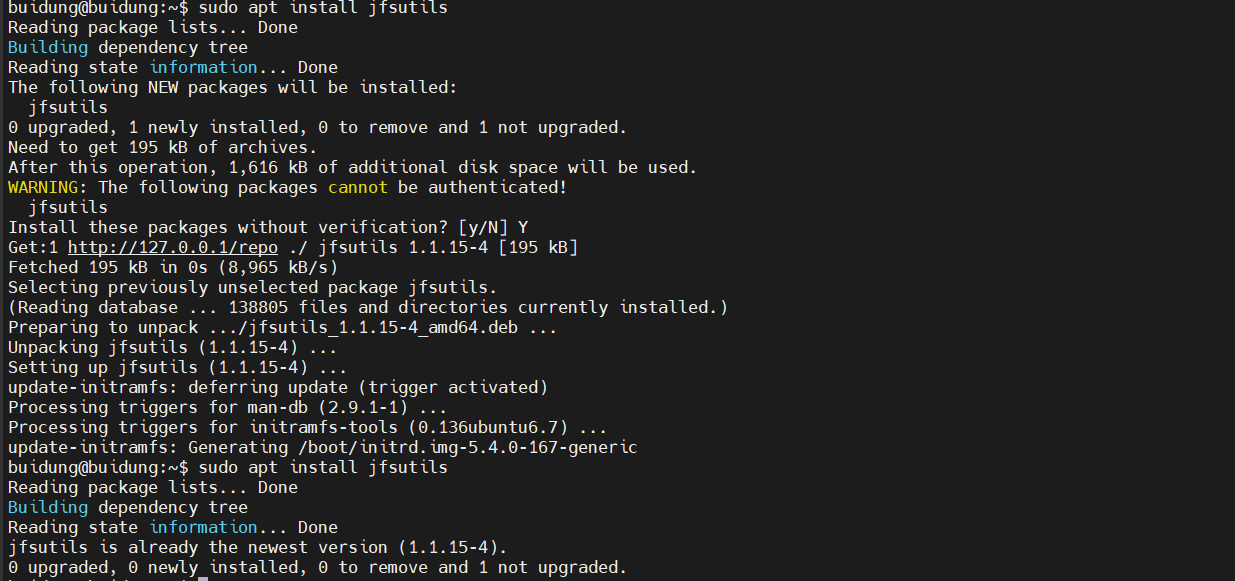 buidung@buidung:~$ sudo apt install jfsutils
Reading package lists... Done
Building dependency tree
Reading state information... Done
The following NEW packages will be installed:
  jfsutils
0 upgraded, 1 newly installed, 0 to remove and 1 not upgraded.
Need to get 195 kB of archives.
After this operation, 1,616 kB of additional disk space will be used.
WARNING: The following packages cannot be authenticated!
  jfsutils
Install these packages without verification? [y/N] Y
Get:1 http://127.0.0.1/repo ./ jfsutils 1.1.15-4 [195 kB]
Fetched 195 kB in 0s (8,965 kB/s)
Selecting previously unselected package jfsutils.
(Reading database ... 138805 files and directories currently installed.)
Preparing to unpack .../jfsutils_1.1.15-4_amd64.deb ...
Unpacking jfsutils (1.1.15-4) ...
Setting up jfsutils (1.1.15-4) ...
update-initramfs: deferring update (trigger activated)
Processing triggers for man-db (2.9.1-1) ...
Processing triggers for initramfs-tools (0.136ubuntu6.7) ...
update-initramfs: Generating /boot/initrd.img-5.4.0-167-generic
buidung@buidung:~$ sudo apt install jfsutils
Reading package lists... Done
Building dependency tree
Reading state information... Done
jfsutils is already the newest version (1.1.15-4).
0 upgraded, 0 newly installed, 0 to remove and 1 not upgraded.